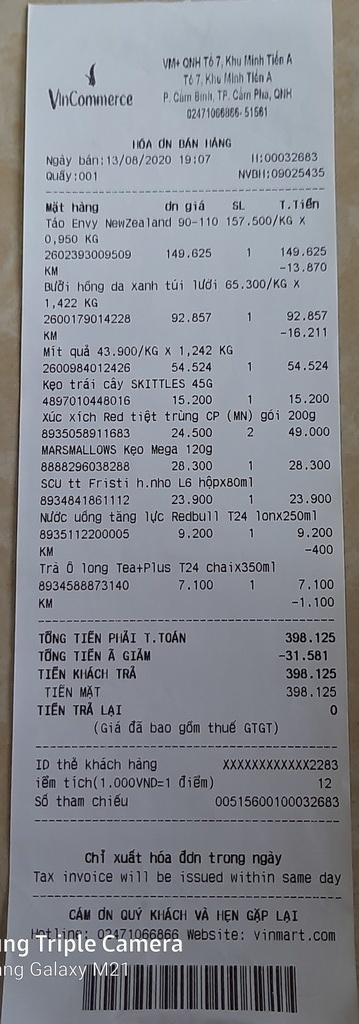 VinCommerce
VM+ QNH Tổ 7, Khu Minh Tiến A
Tổ 7, Khu Minh Tiến A
P. Cẩm Bình, TP. Cẩm Phả, QNH
02471066866- 51561
HÓA ƠN BÁN HÀNG
Ngày bán:13/08/2020 19:07 H:00032683
Quầy:001 NVBH:09025435
Mặt hàng ơn giá SL T.Tiền
Táo Envy NewZealand 90-110 157.500/KG X
0,950 KG
2602393009509 149.625 1 149.625
KM -13.870
Bưởi hồng da xanh túi lưới 65.300/KG X
1,422 KG
2600179014228 92.857 1 92.857
KM -16.211
Mít quả 43.900/KG X 1,242 KG
2600984012426 54.524 1 54.524
Kẹo trái cây SKITTLES 45G
4897010448016 15.200 1 15.200
Xúc xích Red tiệt trùng CP (MN) gói 200g
8935058911683 24.500 2 49.000
MARSMALLOWS Kẹo Mega 120g
8888296038288 28.300 1 28.300
SCU tt Fristi h.nho L6 hộpx80ml
8934841861112 23.900 1 23.900
Nước uống tăng lực Redbull T24 lonx250ml
8935112200005 9.200 1 9.200
KM -400
Trà Ô long Tea+Plus T24 chaix350ml
8934588873140 7.100 1 7.100
KM -1.100
TỔNG TIỀN PHẢI T.TOÁN 398.125
TỔNG TIỀN Ã GIẢM -31.581
TIỀN KHÁCH TRẢ 398.125
TIỀN MẶT 398.125
TIỀN TRẢ LẠI 0
(Giá đã bao gồm thuế GTGT)
ID thẻ khách hàng XXXXXXXXXXXX2283
iểm tích(1.000VND=1 điểm) 12
Số tham chiếu 00515600100032683
Chỉ xuất hóa đơn trong ngày
Tax invoice will be issued within same day
CẢM ƠN QUÝ KHÁCH VÀ HẸN GẶP LẠI
Hotline: 02471066866 Website: vinmart.com
ung Triple Camera
ng Galaxy M21